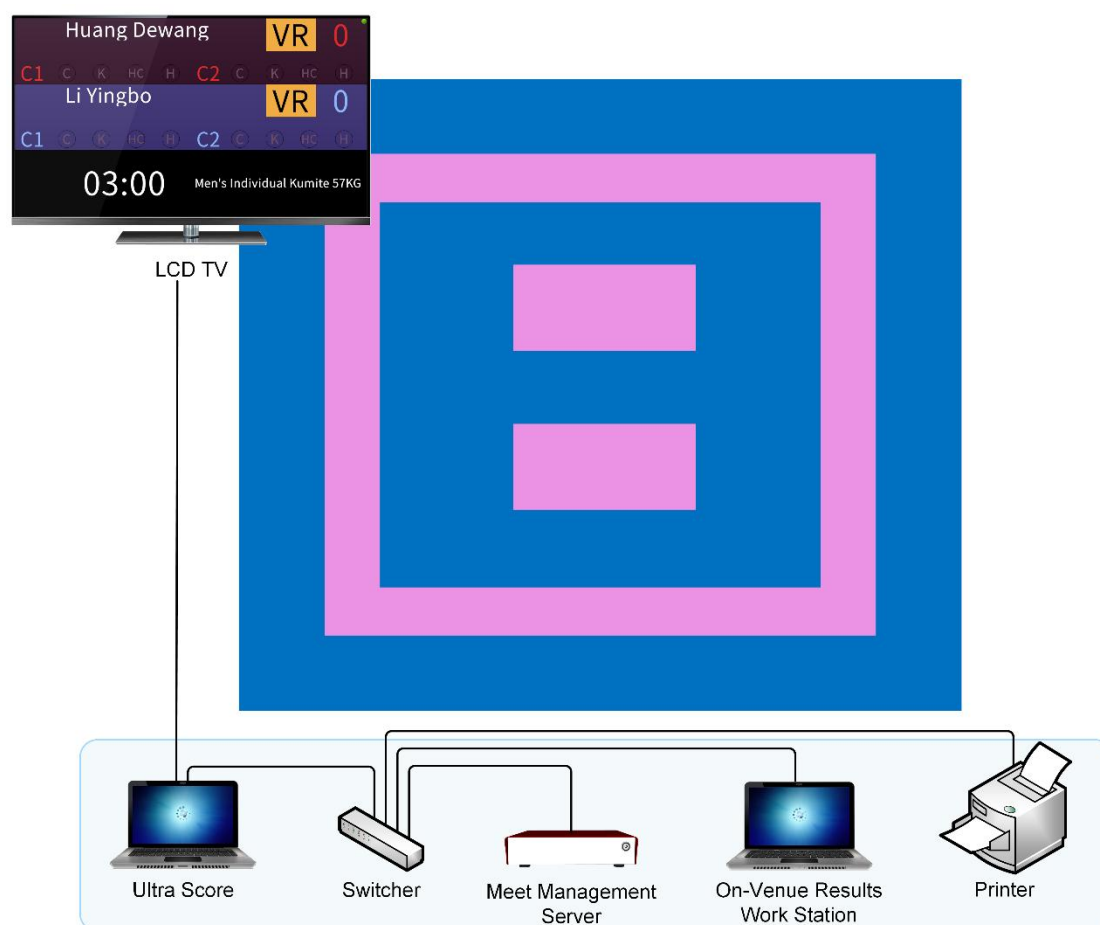 Huang Dewang VR 0
C1 C K HC H C2 C K HC H
Li Yingbo VR 0
C1 C K HC H C2 C K HC H
03:00 Men's Individual Kumite 57KG
LCD TV
Ultra Score
Switcher
Meet Management
Server
On-Venue Results
Work Station
Printer